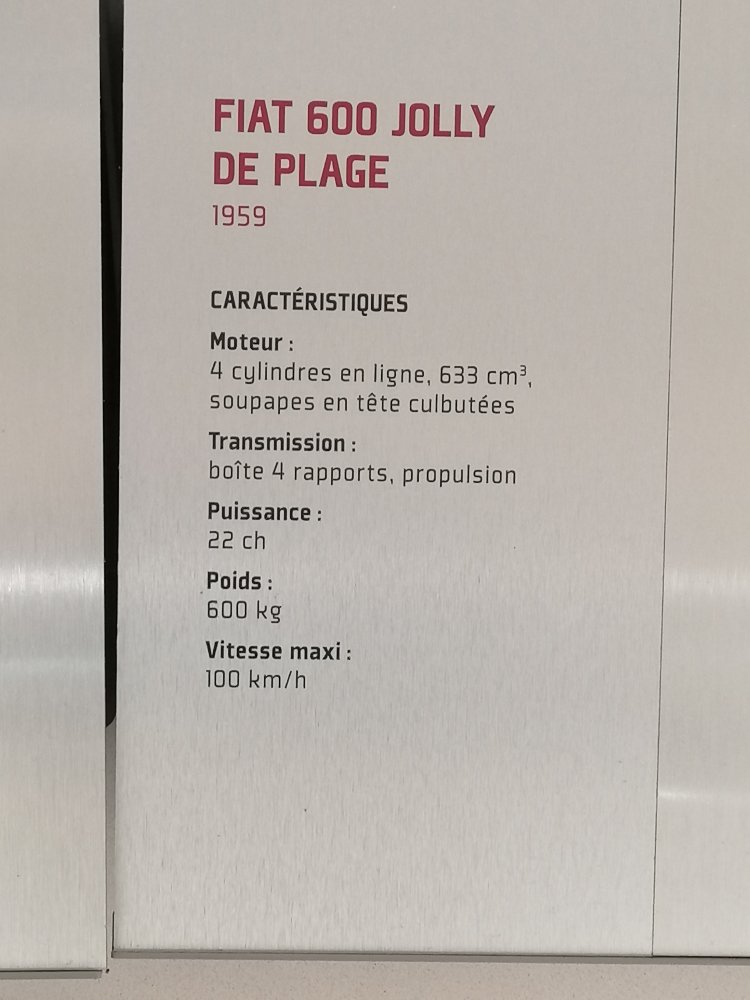 FIAT 600 JOLLY
DE PLAGE
1959
CARACTÉRISTIQUES
Moteur :
4 cylindres en ligne, 633 cm³,
soupapes en tête culbutées
Transmission :
boîte 4 rapports, propulsion
Puissance :
22 ch
Poids :
600 kg
Vitesse maxi :
100 km/h